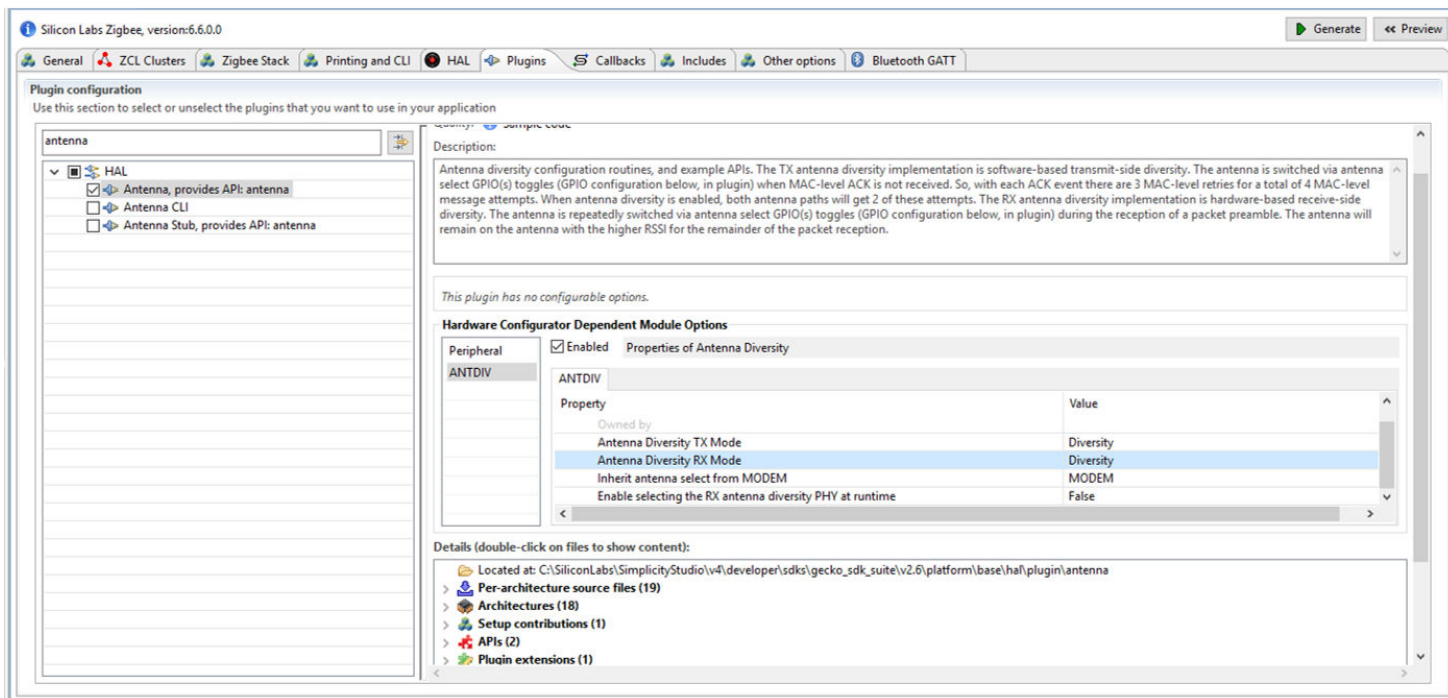 Silicon Labs Zigbee, version:6.6.0.0
Generate
Preview
General
ZCL Clusters
Zigbee Stack
Printing and CLI
HAL
Plugins
Callbacks
Includes
Other options
Bluetooth GATT
Plugin configuration
Use this section to select or unselect the plugins that you want to use in your application
antenna
HAL
Antenna, provides API: antenna
Antenna CLI
Antenna Stub, provides API: antenna
Quality: Sample code
Description:
Antenna diversity configuration routines, and example APIs. The TX antenna diversity implementation is software-based transmit-side diversity. The antenna is switched via antenna
select GPIO(s) toggles (GPIO configuration below, in plugin) when MAC-level ACK is not received. So, with each ACK event there are 3 MAC-level retries for a total of 4 MAC-level
message attempts. When antenna diversity is enabled, both antenna paths will get 2 of these attempts. The RX antenna diversity implementation is hardware-based receive-side
diversity. The antenna is repeatedly switched via antenna select GPIO(s) toggles (GPIO configuration below, in plugin) during the reception of a packet preamble. The antenna will
remain on the antenna with the higher RSSI for the remainder of the packet reception.
This plugin has no configurable options.
Hardware Configurator Dependent Module Options
Peripheral
ANTDIV
Enabled Properties of Antenna Diversity
ANTDIV
Property Value
Owned by
Antenna Diversity TX Mode Diversity
Antenna Diversity RX Mode Diversity
Inherit antenna select from MODEM MODEM
Enable selecting the RX antenna diversity PHY at runtime False
Details (double-click on files to show content):
Located at: C:\SiliconLabs\SimplicityStudio\v4\developer\sdks\gecko_sdk_suite\v2.6\platform\base\hal\plugin\antenna
Per-architecture source files (19)
Architectures (18)
Setup contributions (1)
APIs (2)
Plugin extensions (1)